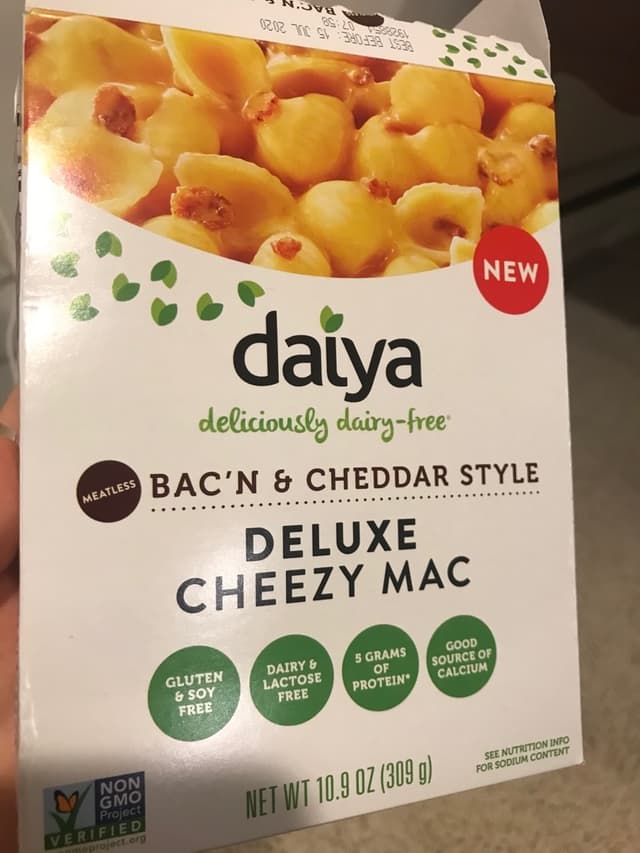 BEST BEFORE: 15 JUL 2020
07:58
NEW
daiya
deliciously dairy-free
MEATLESS
BAC'N & CHEDDAR STYLE
DELUXE
CHEEZY MAC
GLUTEN
& SOY
FREE
DAIRY &
LACTOSE
FREE
5 GRAMS
OF
PROTEIN*
GOOD
SOURCE OF
CALCIUM
NON
GMO
Project
VERIFIED
NET WT 10.9 OZ (309 g)
SEE NUTRITION INFO
FOR SODIUM CONTENT